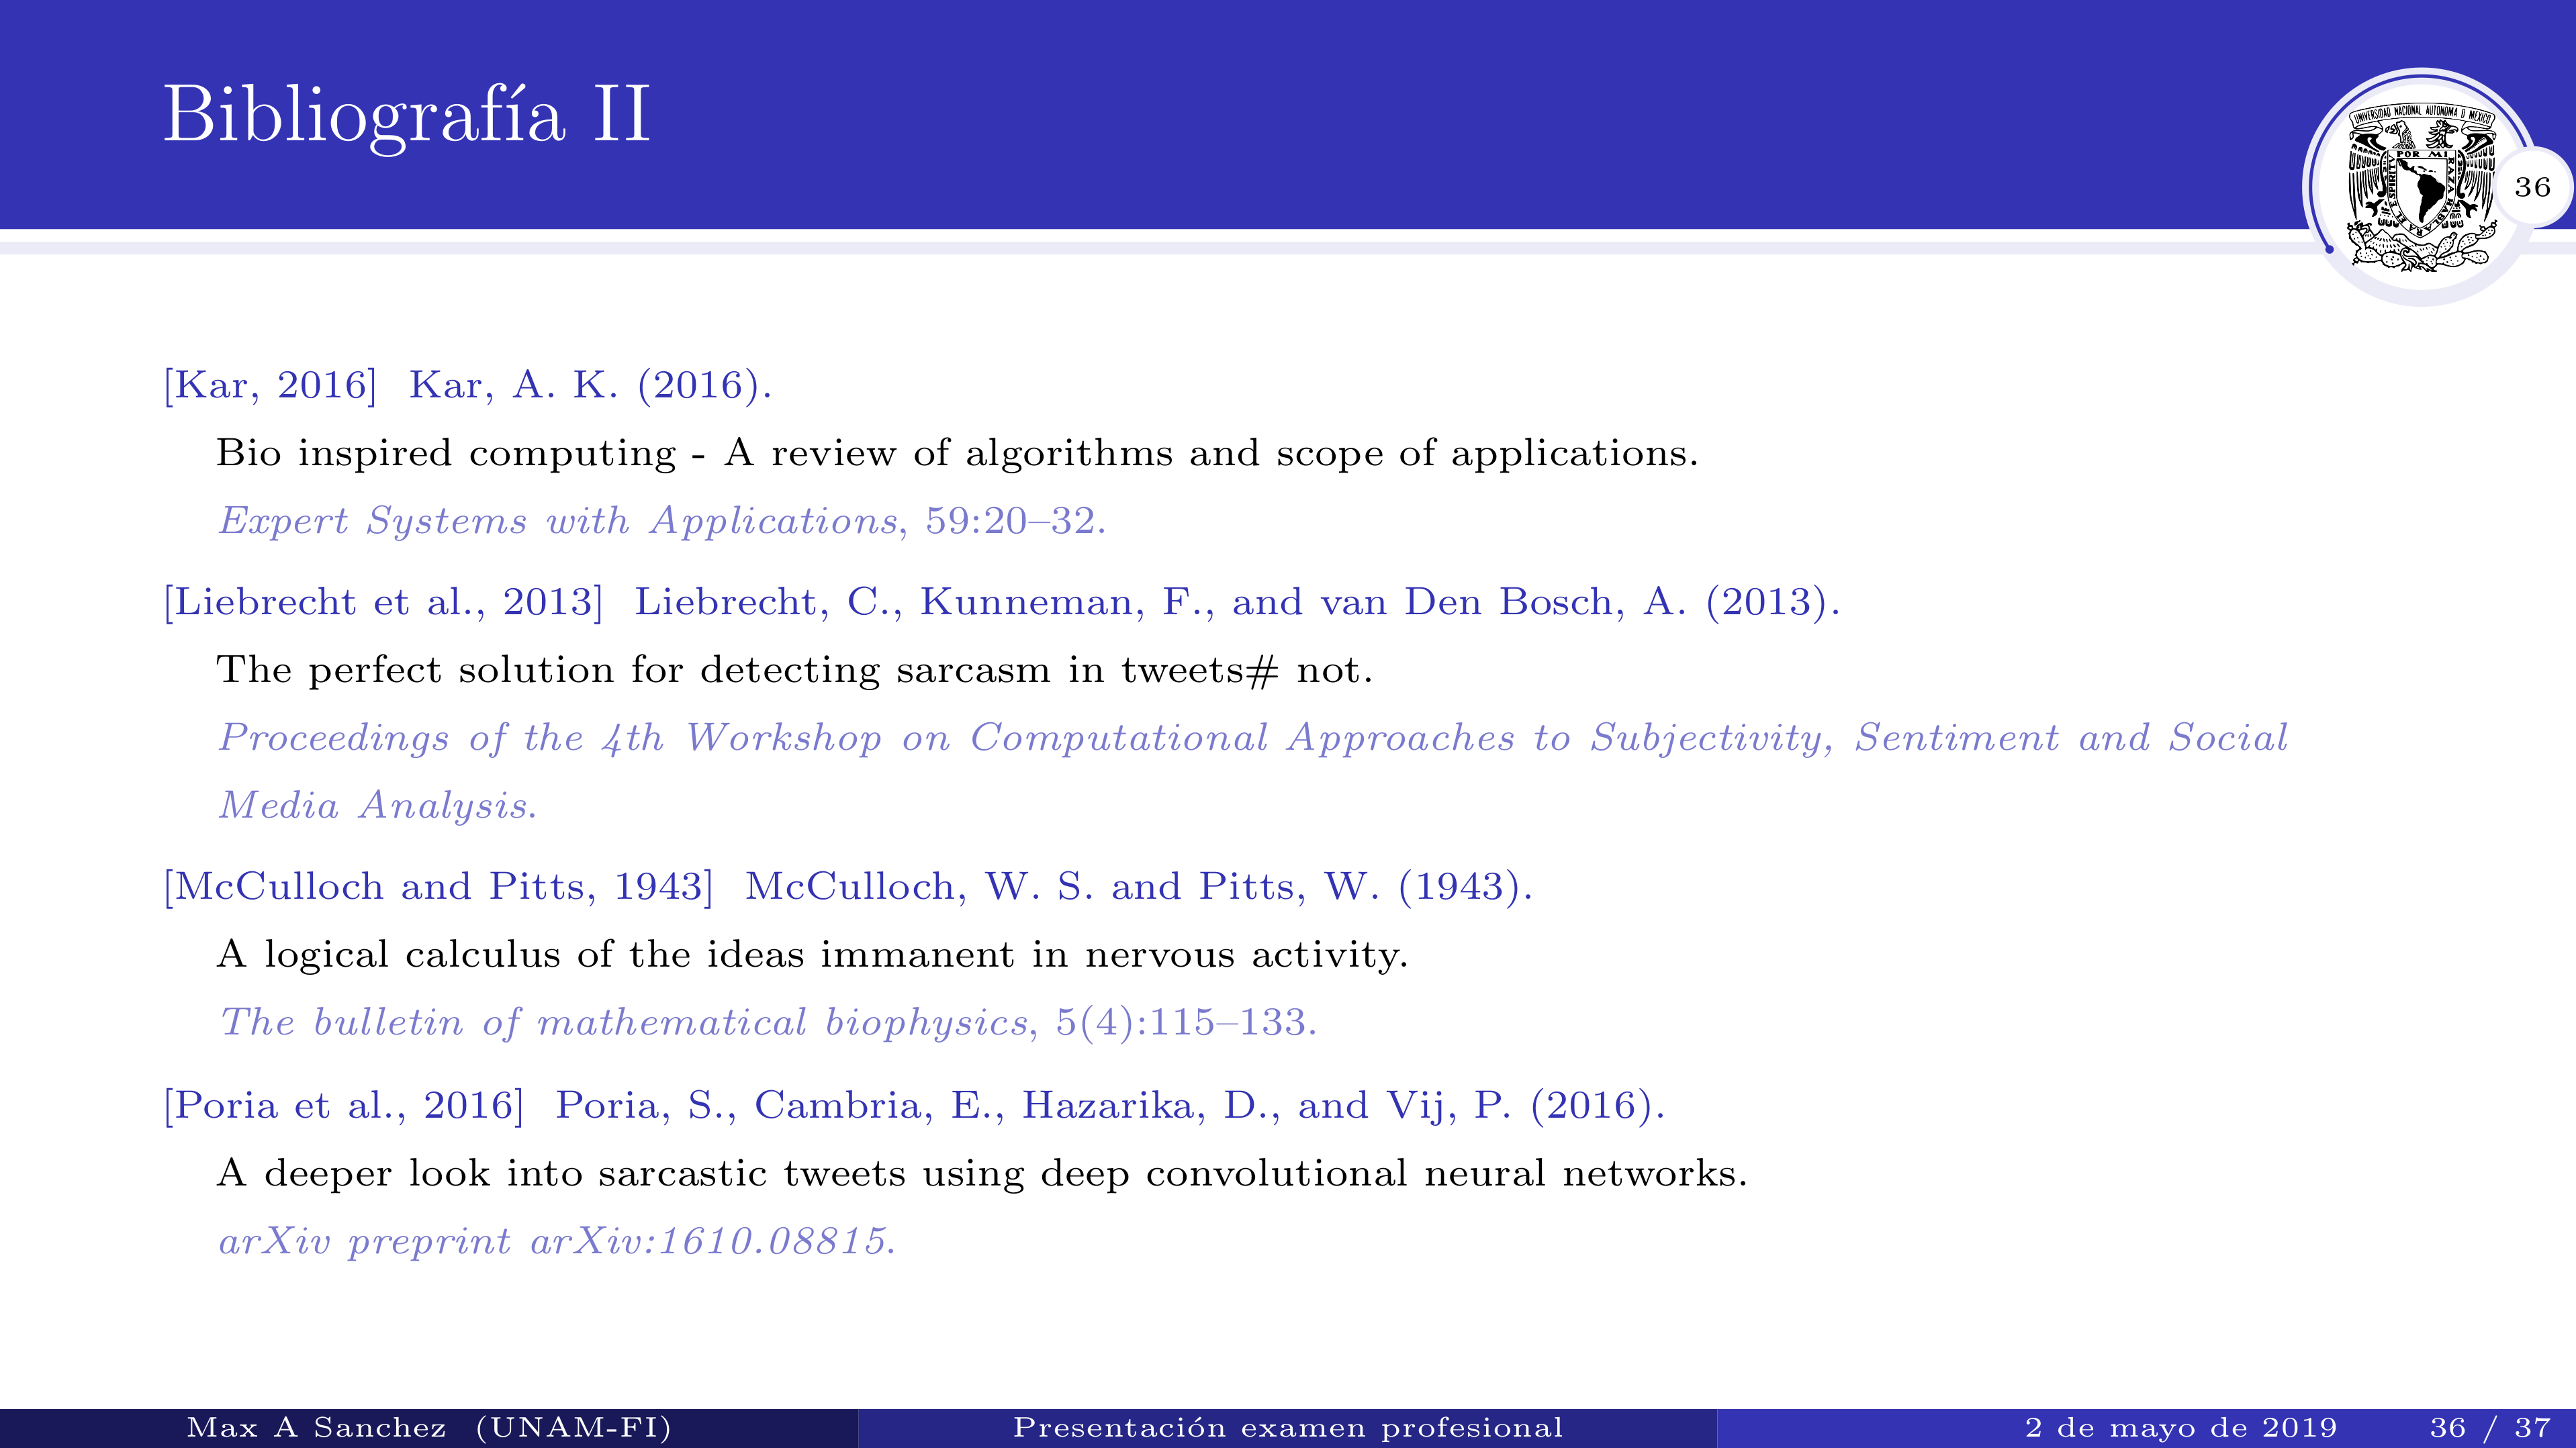 Bibliografía II
UNIVERSIDAD NACIONAL AUTONOMA D MEXICO
POR MI RAZA HABLARA EL ESPIRITU
36
[Kar, 2016] Kar, A. K. (2016).
Bio inspired computing - A review of algorithms and scope of applications.
Expert Systems with Applications, 59:20–32.
[Liebrecht et al., 2013] Liebrecht, C., Kunneman, F., and van Den Bosch, A. (2013).
The perfect solution for detecting sarcasm in tweets# not.
Proceedings of the 4th Workshop on Computational Approaches to Subjectivity, Sentiment and Social
Media Analysis.
[McCulloch and Pitts, 1943] McCulloch, W. S. and Pitts, W. (1943).
A logical calculus of the ideas immanent in nervous activity.
The bulletin of mathematical biophysics, 5(4):115–133.
[Poria et al., 2016] Poria, S., Cambria, E., Hazarika, D., and Vij, P. (2016).
A deeper look into sarcastic tweets using deep convolutional neural networks.
arXiv preprint arXiv:1610.08815.
Max A Sanchez (UNAM-FI) Presentación examen profesional 2 de mayo de 2019 36 / 37